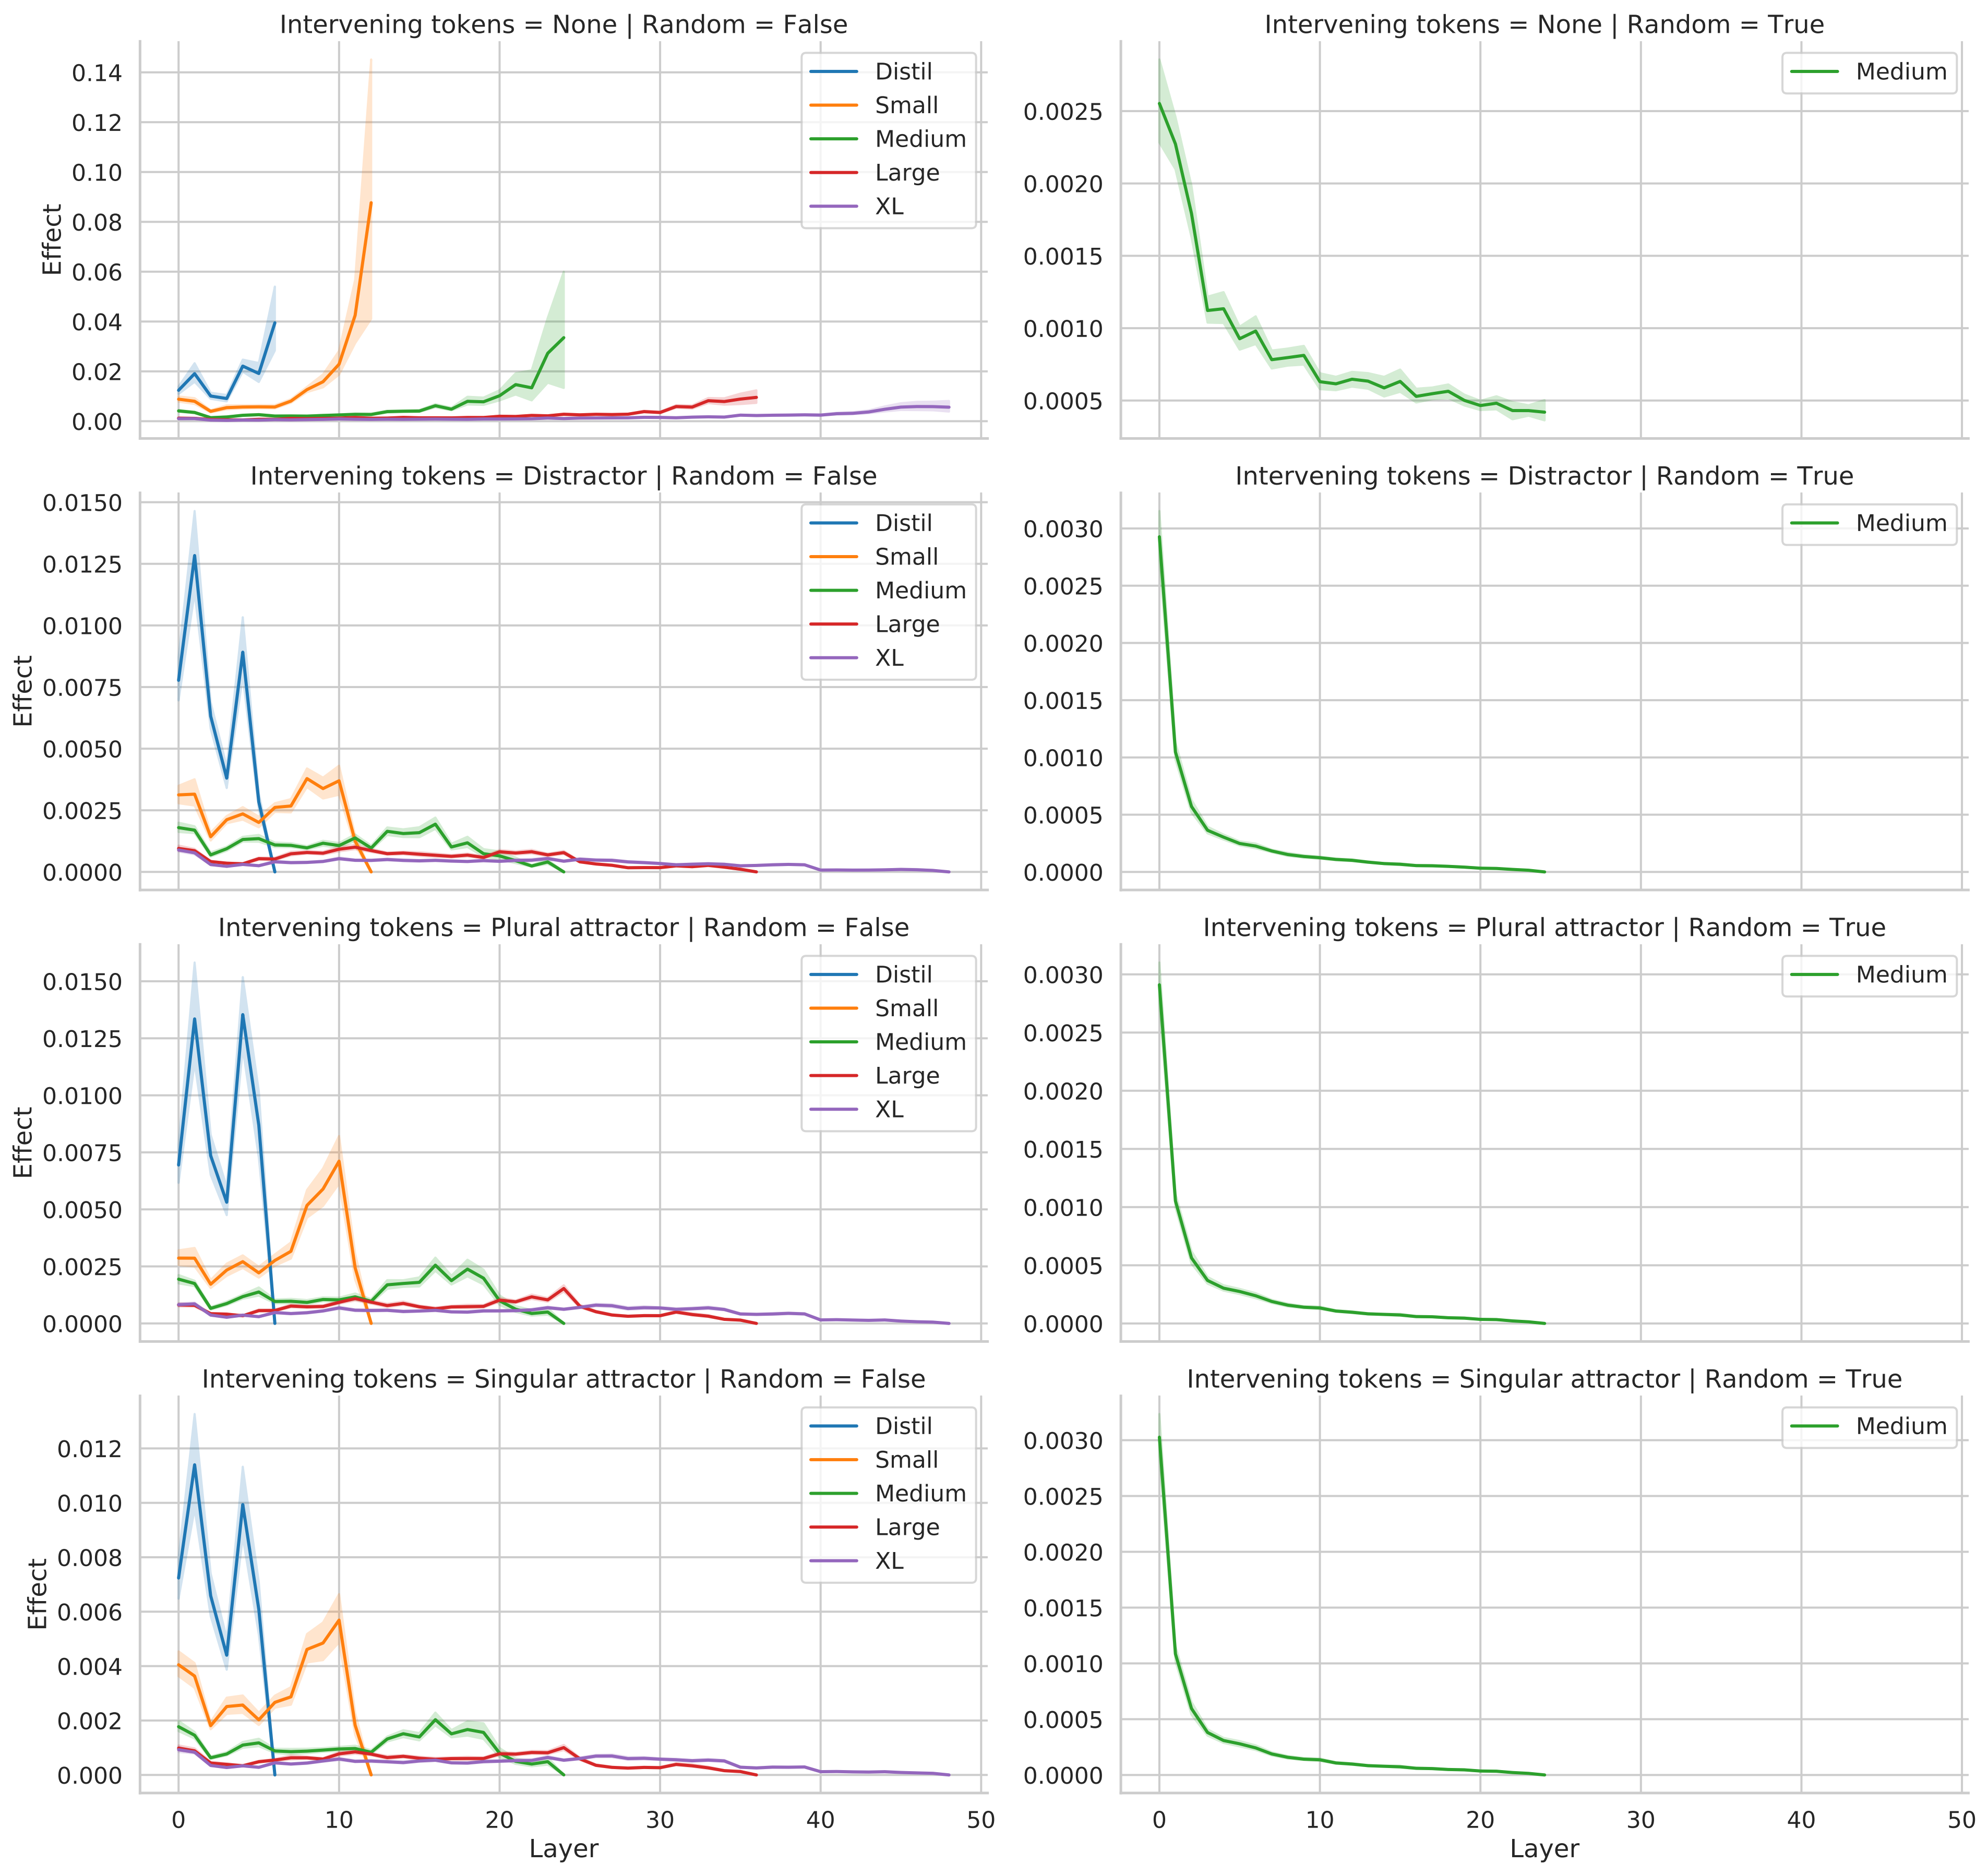 Intervening tokens = None | Random = False
Effect
0.14
0.12
0.10
0.08
0.06
0.04
0.02
0.00
Distil
Small
Medium
Large
XL
Intervening tokens = None | Random = True
0.0025
0.0020
0.0015
0.0010
0.0005
Medium
Intervening tokens = Distractor | Random = False
Effect
0.0150
0.0125
0.0100
0.0075
0.0050
0.0025
0.0000
Distil
Small
Medium
Large
XL
Intervening tokens = Distractor | Random = True
0.0030
0.0025
0.0020
0.0015
0.0010
0.0005
0.0000
Medium
Intervening tokens = Plural attractor | Random = False
Effect
0.0150
0.0125
0.0100
0.0075
0.0050
0.0025
0.0000
Distil
Small
Medium
Large
XL
Intervening tokens = Plural attractor | Random = True
0.0030
0.0025
0.0020
0.0015
0.0010
0.0005
0.0000
Medium
Intervening tokens = Singular attractor | Random = False
Effect
0.012
0.010
0.008
0.006
0.004
0.002
0.000
Distil
Small
Medium
Large
XL
0 10 20 30 40 50
Layer
Intervening tokens = Singular attractor | Random = True
0.0030
0.0025
0.0020
0.0015
0.0010
0.0005
0.0000
Medium
0 10 20 30 40 50
Layer